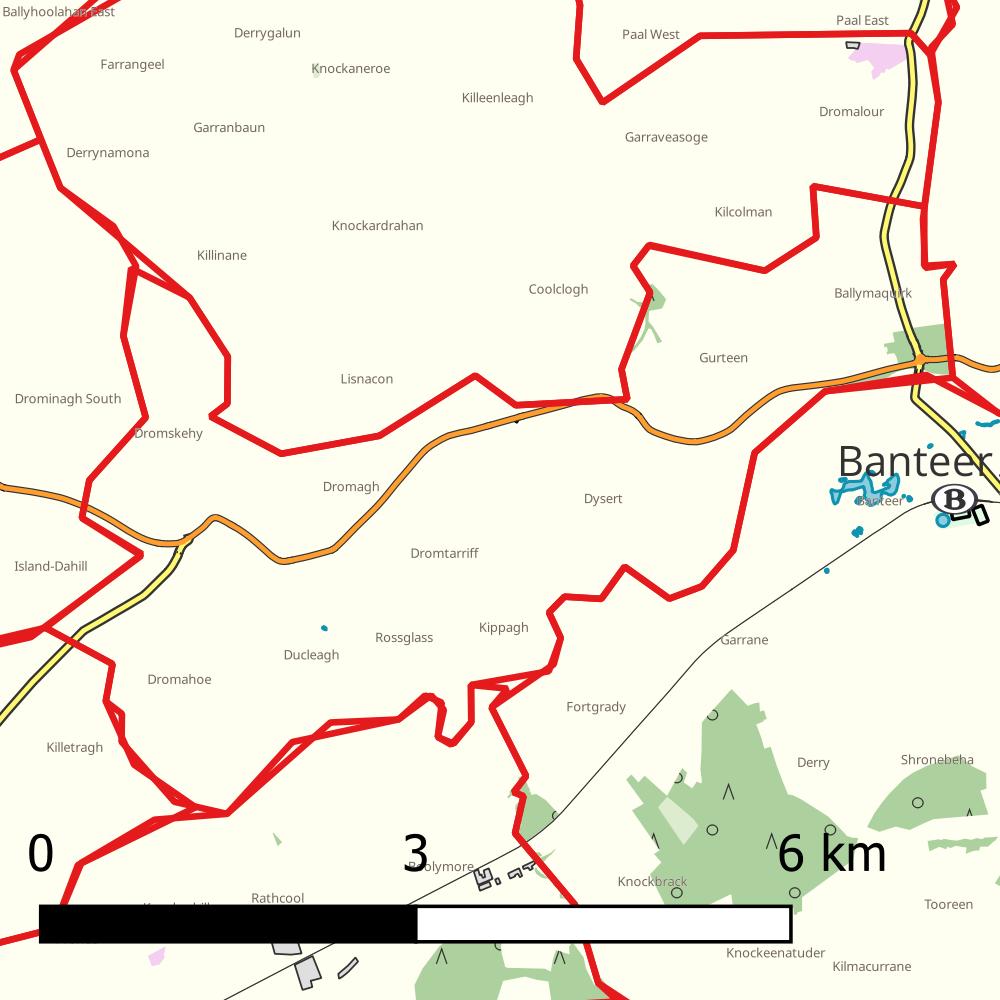 Ballyhoolahan East
Paal East
Derrygalun
Paal West
Farrangeel
Knockaneroe
Killeenleagh
Dromalour
Garranbaun
Garraveasoge
Derrynamona
Kilcolman
Knockardrahan
Killinane
Coolclogh
Ballymaquirk
Gurteen
Lisnacon
Drominagh South
Dromskehy
Banteer
Dromagh
Dysert
Banteer
B
Dromtarriff
Island-Dahill
Kippagh
Rossglass
Garrane
Ducleagh
Dromahoe
Fortgrady
Killetragh
Shronebeha
Derry
0 3 6 km
Boolymore
Knockbrack
Rathcool
Tooreen
Knockeenatuder
Kilmacurrane